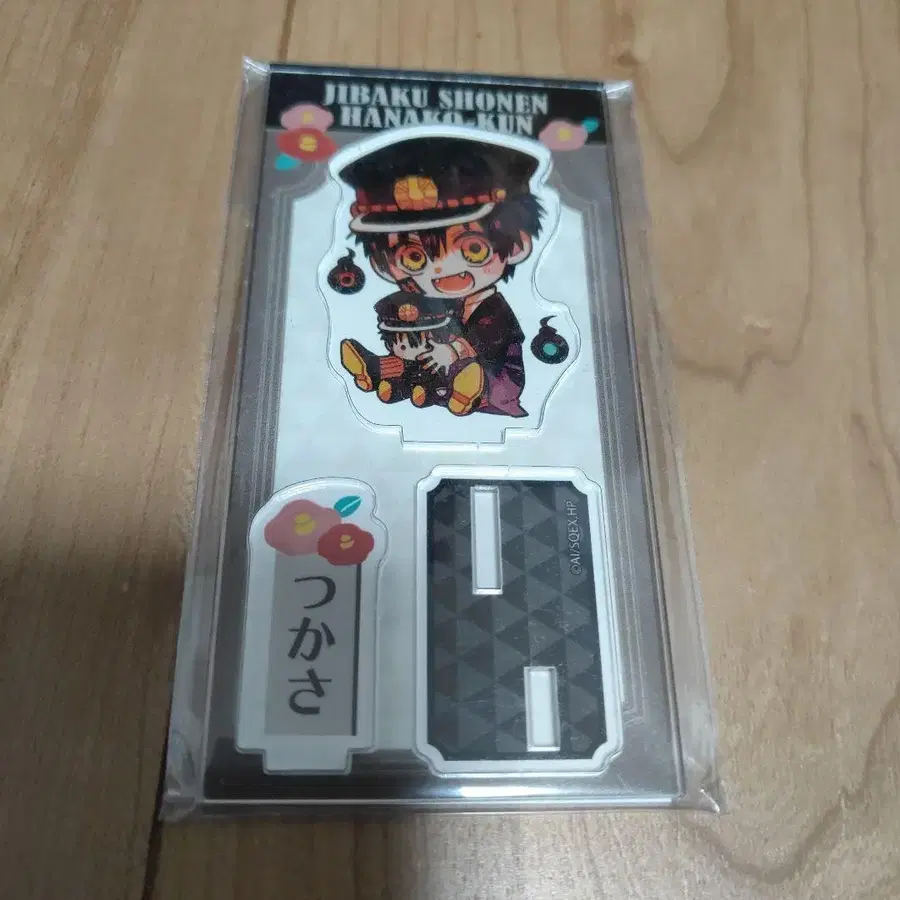 JIBAKU SHONEN
HANAKO-KUN
つかさ
©AI/SQEX.HP